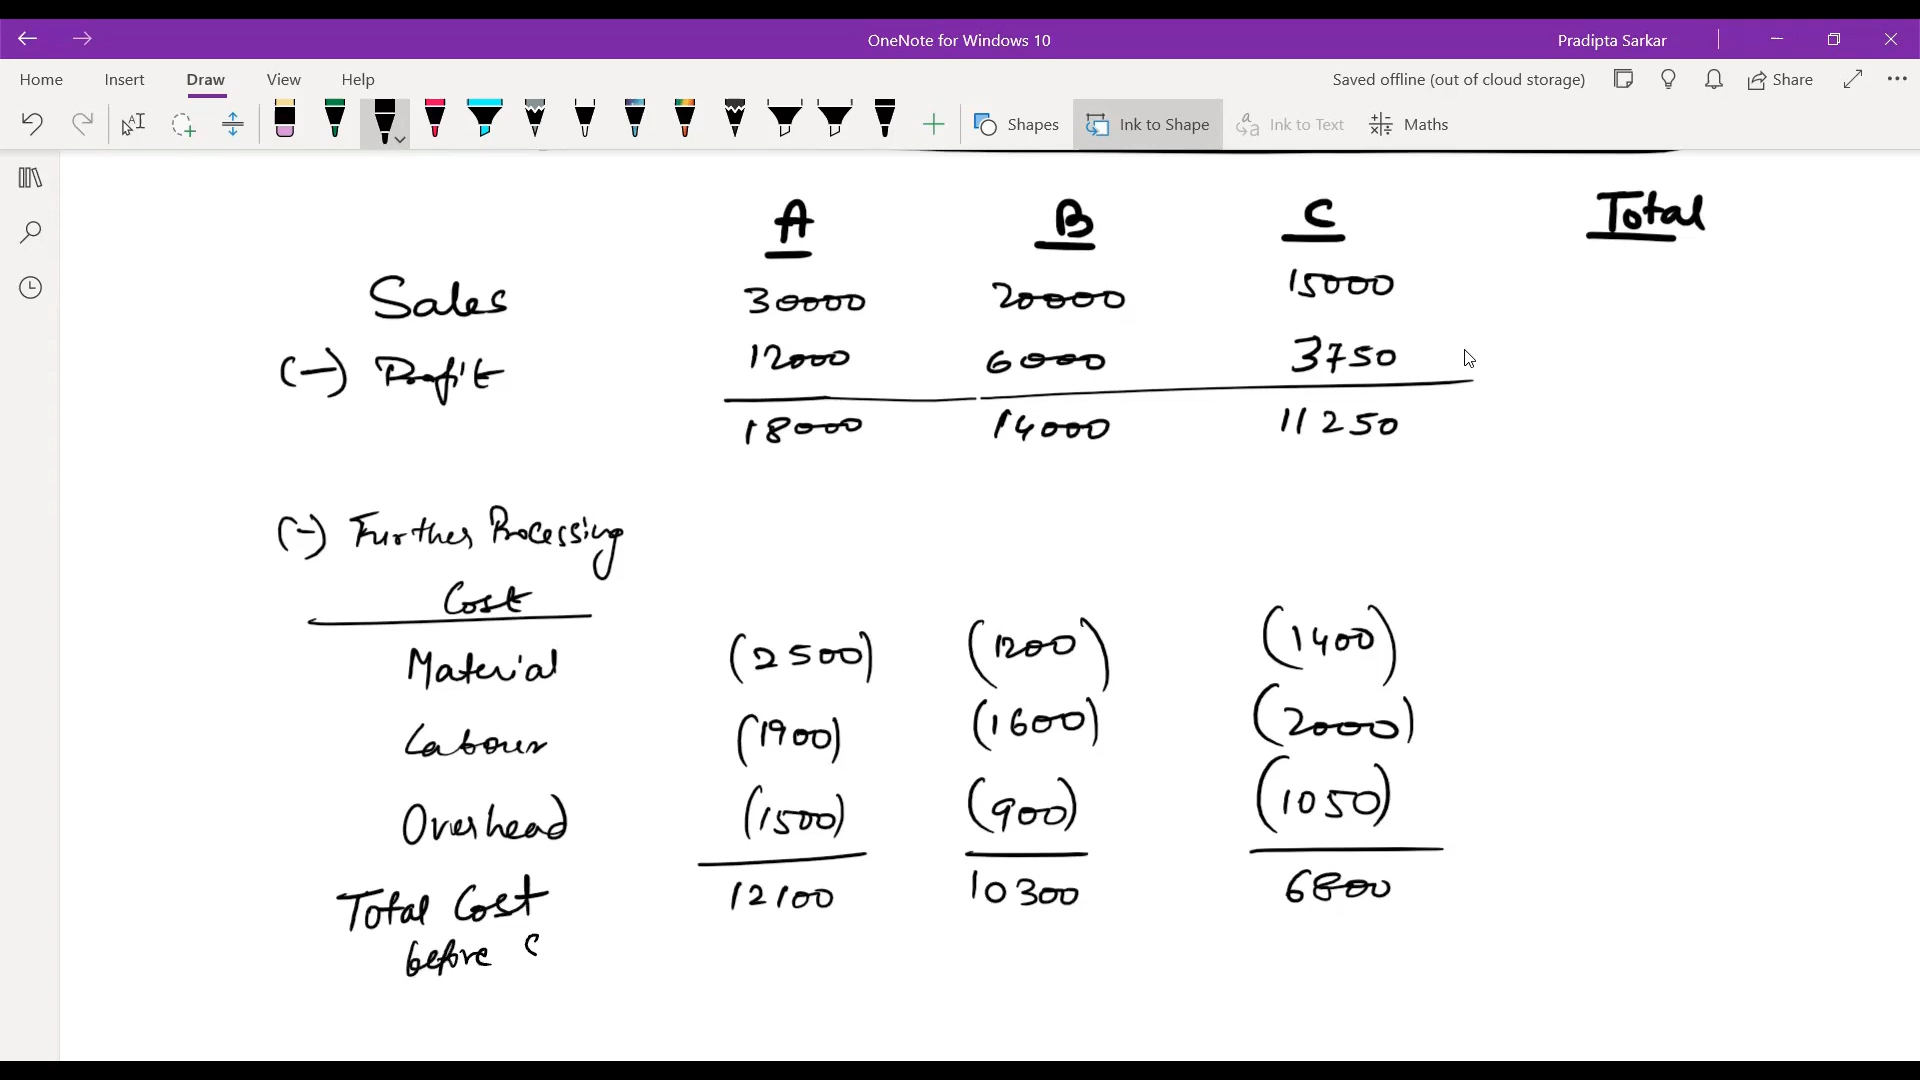 OneNote for Windows 10
Pradipta Sarkar
Home Insert Draw View Help
Saved offline (out of cloud storage)
Share
Shapes
Ink to Shape
Ink to Text
Maths
A B C Total
Sales 30000 20000 15000
(-) Profit 12000 6000 3750
18000 14000 11250
(-) Further Processing
Cost
Material (2500) (1200) (1400)
Labour (1900) (1600) (2000)
Overhead (1500) (900) (1050)
Total Cost 12100 10300 6800
before